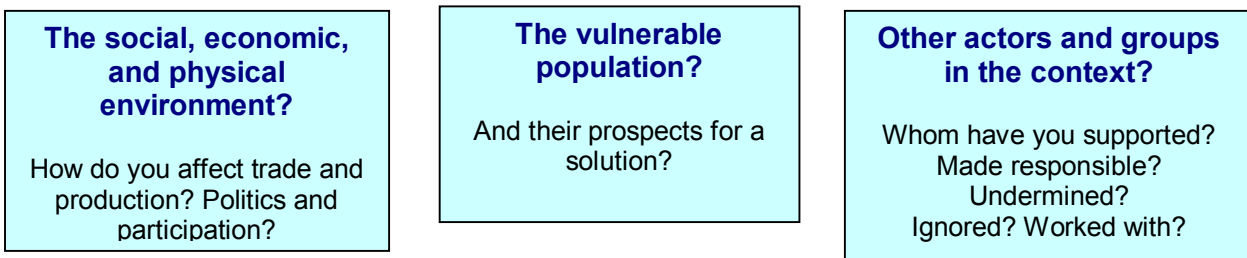 The social, economic,
and physical
environment?
How do you affect trade and
production? Politics and
participation?
The vulnerable
population?
And their prospects for a
solution?
Other actors and groups
in the context?
Whom have you supported?
Made responsible?
Undermined?
Ignored? Worked with?